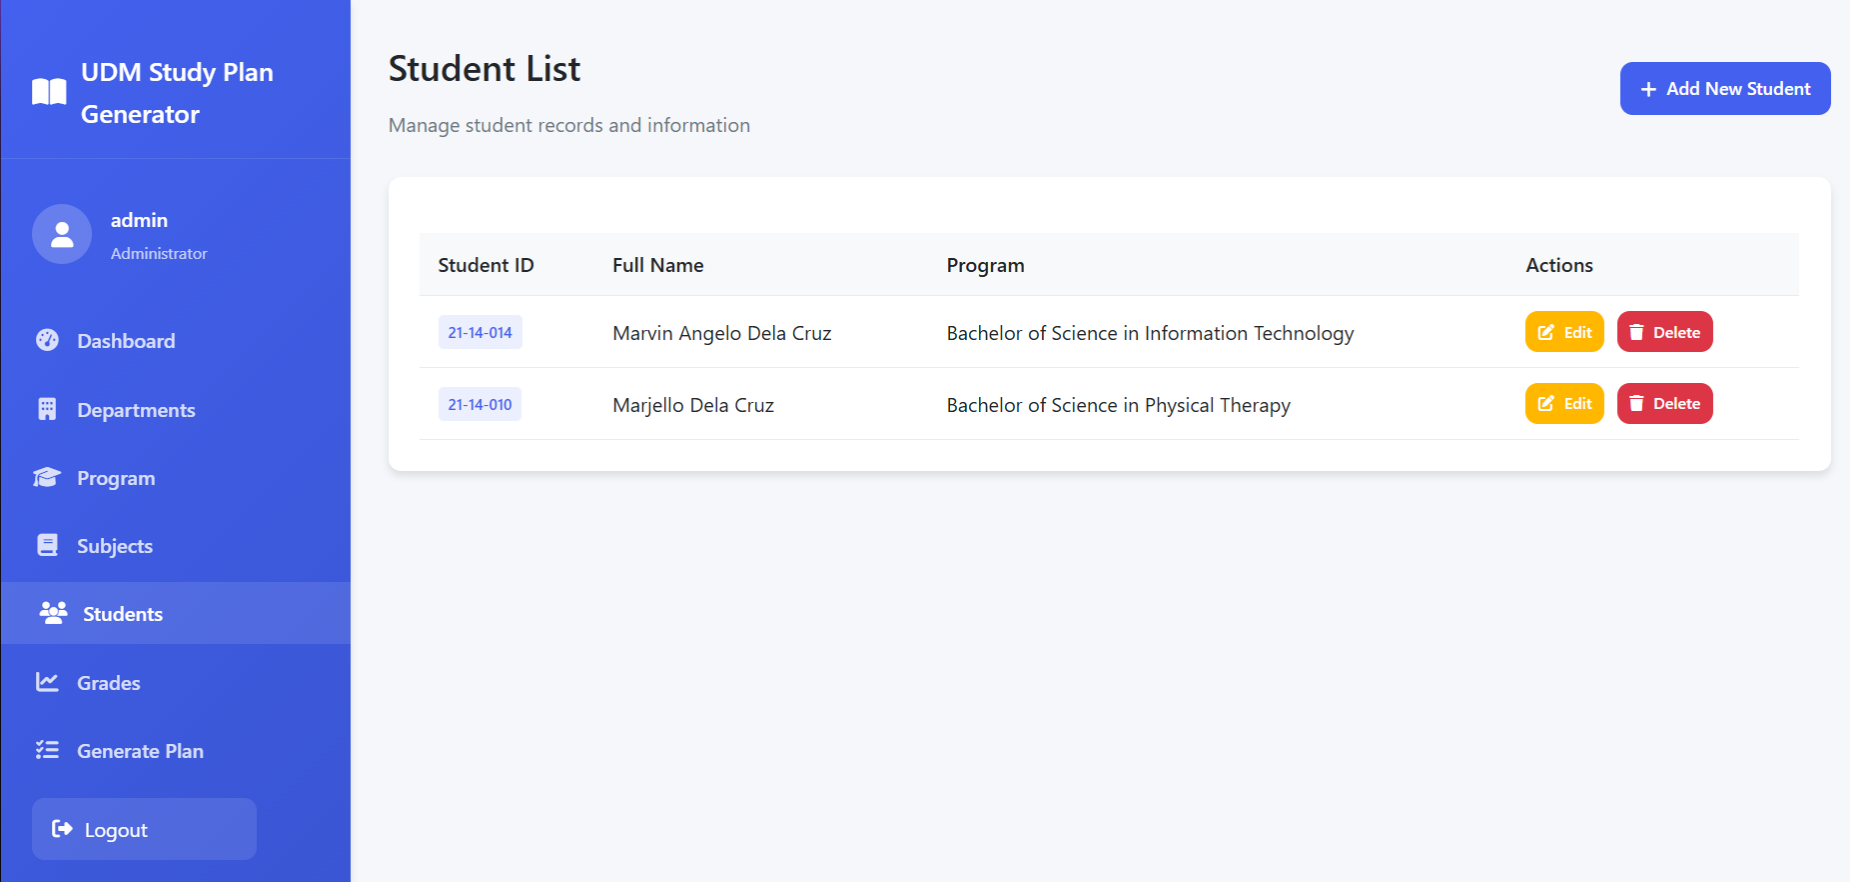 UDM Study Plan
Generator
admin
Administrator
Dashboard
Departments
Program
Subjects
Students
Grades
Generate Plan
Logout
Student List
Manage student records and information
+ Add New Student
Student ID Full Name Program Actions
21-14-014 Marvin Angelo Dela Cruz Bachelor of Science in Information Technology Edit Delete
21-14-010 Marjello Dela Cruz Bachelor of Science in Physical Therapy Edit Delete